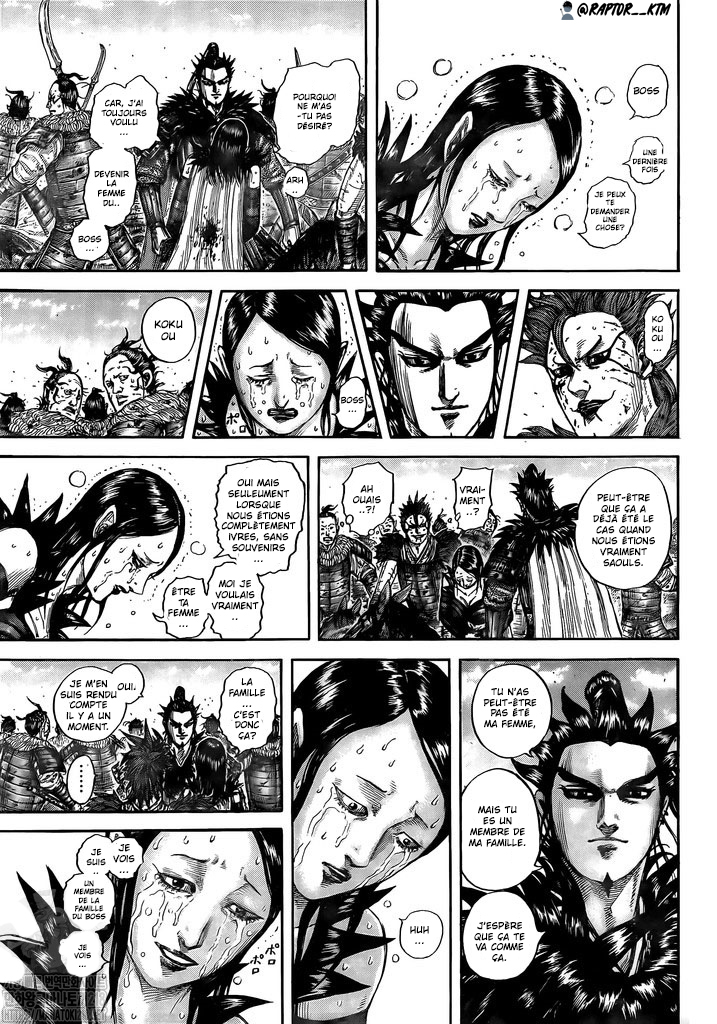 @RAPTOR__KTM
BOSS
UNE
DERNIÈRE
FOIS
JE PEUX
TE
DEMANDER
UNE
CHOSE?
POURQUOI
NE M'AS
-TU PAS
DÉSIRÉ?
ARH
..
CAR, J'AI
TOUJOURS
VOULU
...
DEVENIR
LA
FEMME
DU..
BOSS
KO
KU
OU
...
BOSS
...
KOKU
OU
PEUT-ÊTRE
QUE ÇA A
DÉJÀ ÉTÉ LE
CAS QUAND
NOUS ÉTIONS
VRAIMENT
SAOULS.
VRAI-
MENT
..?
AH
OUAIS
..?!
OUI MAIS
SEULEUMENT
LORSQUE
NOUS ÉTIONS
COMPLÈTEMENT
IVRES, SANS
SOUVENIRS
...
MOI JE
VOULAIS
VRAIMENT
..
ÊTRE
TA
FEMME
...
TU N'AS
PEUT-ÊTRE
PAS ÉTÉ
MA FEMME,
MAIS TU
ES UN
MEMBRE DE
MA FAMILLE.
J'ESPÈRE
QUE ÇA TE
VA COMME
ÇA.
HUH
...
LA
FAMILLE
...
C'EST
DONC
ÇA?
OUI.
JE M'EN
SUIS RENDU
COMPTE
IL Y A UN
MOMENT.
......
JE
VOIS..
JE
SUIS
..
UN
MEMBRE
DE LA
FAMILLE
DU BOSS
JE
VOIS
...